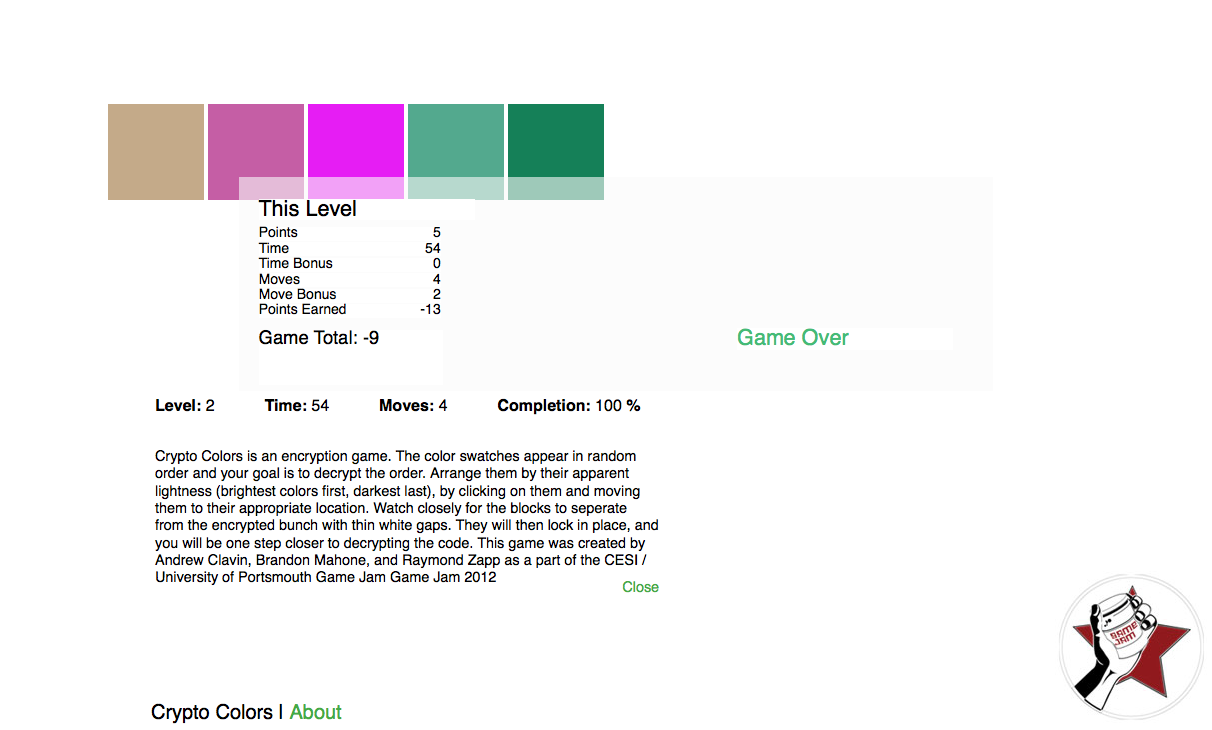 This Level
Points 5
Time 54
Time Bonus 0
Moves 4
Move Bonus 2
Points Earned -13
Game Total: -9
Game Over
Level: 2 Time: 54 Moves: 4 Completion: 100 %
Crypto Colors is an encryption game. The color swatches appear in random
order and your goal is to decrypt the order. Arrange them by their apparent
lightness (brightest colors first, darkest last), by clicking on them and moving
them to their appropriate location. Watch closely for the blocks to seperate
from the encrypted bunch with thin white gaps. They will then lock in place, and
you will be one step closer to decrypting the code. This game was created by
Andrew Clavin, Brandon Mahone, and Raymond Zapp as a part of the CESI /
University of Portsmouth Game Jam Game Jam 2012
Close
GAME
JAM
Crypto Colors | About